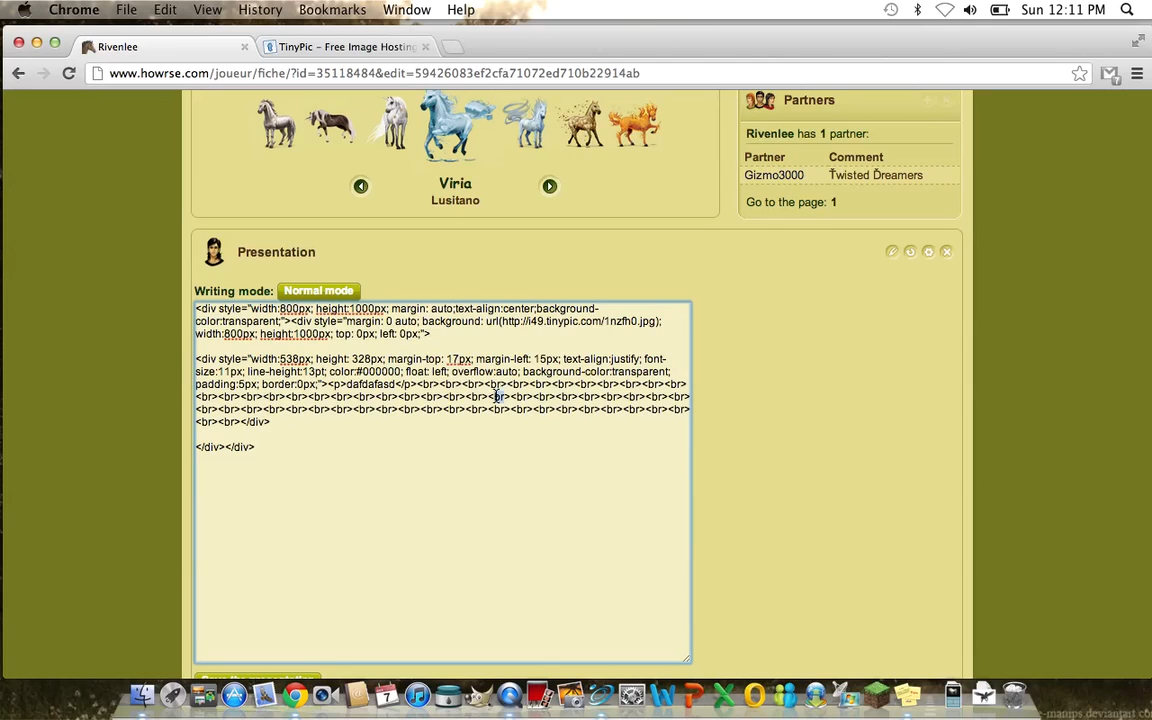 Chrome File Edit View History Bookmarks Window Help Sun 12:11 PM
Rivenlee
TinyPic - Free Image Hosting,
www.howrse.com/joueur/fiche/?id=35118484&edit=59426083ef2cfa71072ed710b22914ab
Partners
Rivenlee has 1 partner:
Partner Comment
Gizmo3000 Ťwisted Ďreamers
Go to the page: 1
Viria
Lusitano
Presentation
Writing mode: Normal mode
<div style="width:800px; height:1000px; margin: auto;text-align:center;background-
color:transparent;"><div style="margin: 0 auto; background: url(http://i49.tinypic.com/1nzfh0.jpg);
width:800px; height:1000px; top: 0px; left: 0px;">
<div style="width:538px; height: 328px; margin-top: 17px; margin-left: 15px; text-align:justify; font-
size:11px; line-height:13pt; color:#000000; float: left; overflow:auto; background-color:transparent;
padding:5px; border:0px;"><p>dafdafasd</p><br><br><br><br><br><br><br><br><br><br><br><br>
<br><br><br><br><br><br><br><br><br><br><br><br><br><br><br><br><br><br><br><br><br>
<br><br><br><br><br><br><br><br><br><br><br><br><br><br><br><br><br><br><br><br><br>
<br><br></div>
</div></div>